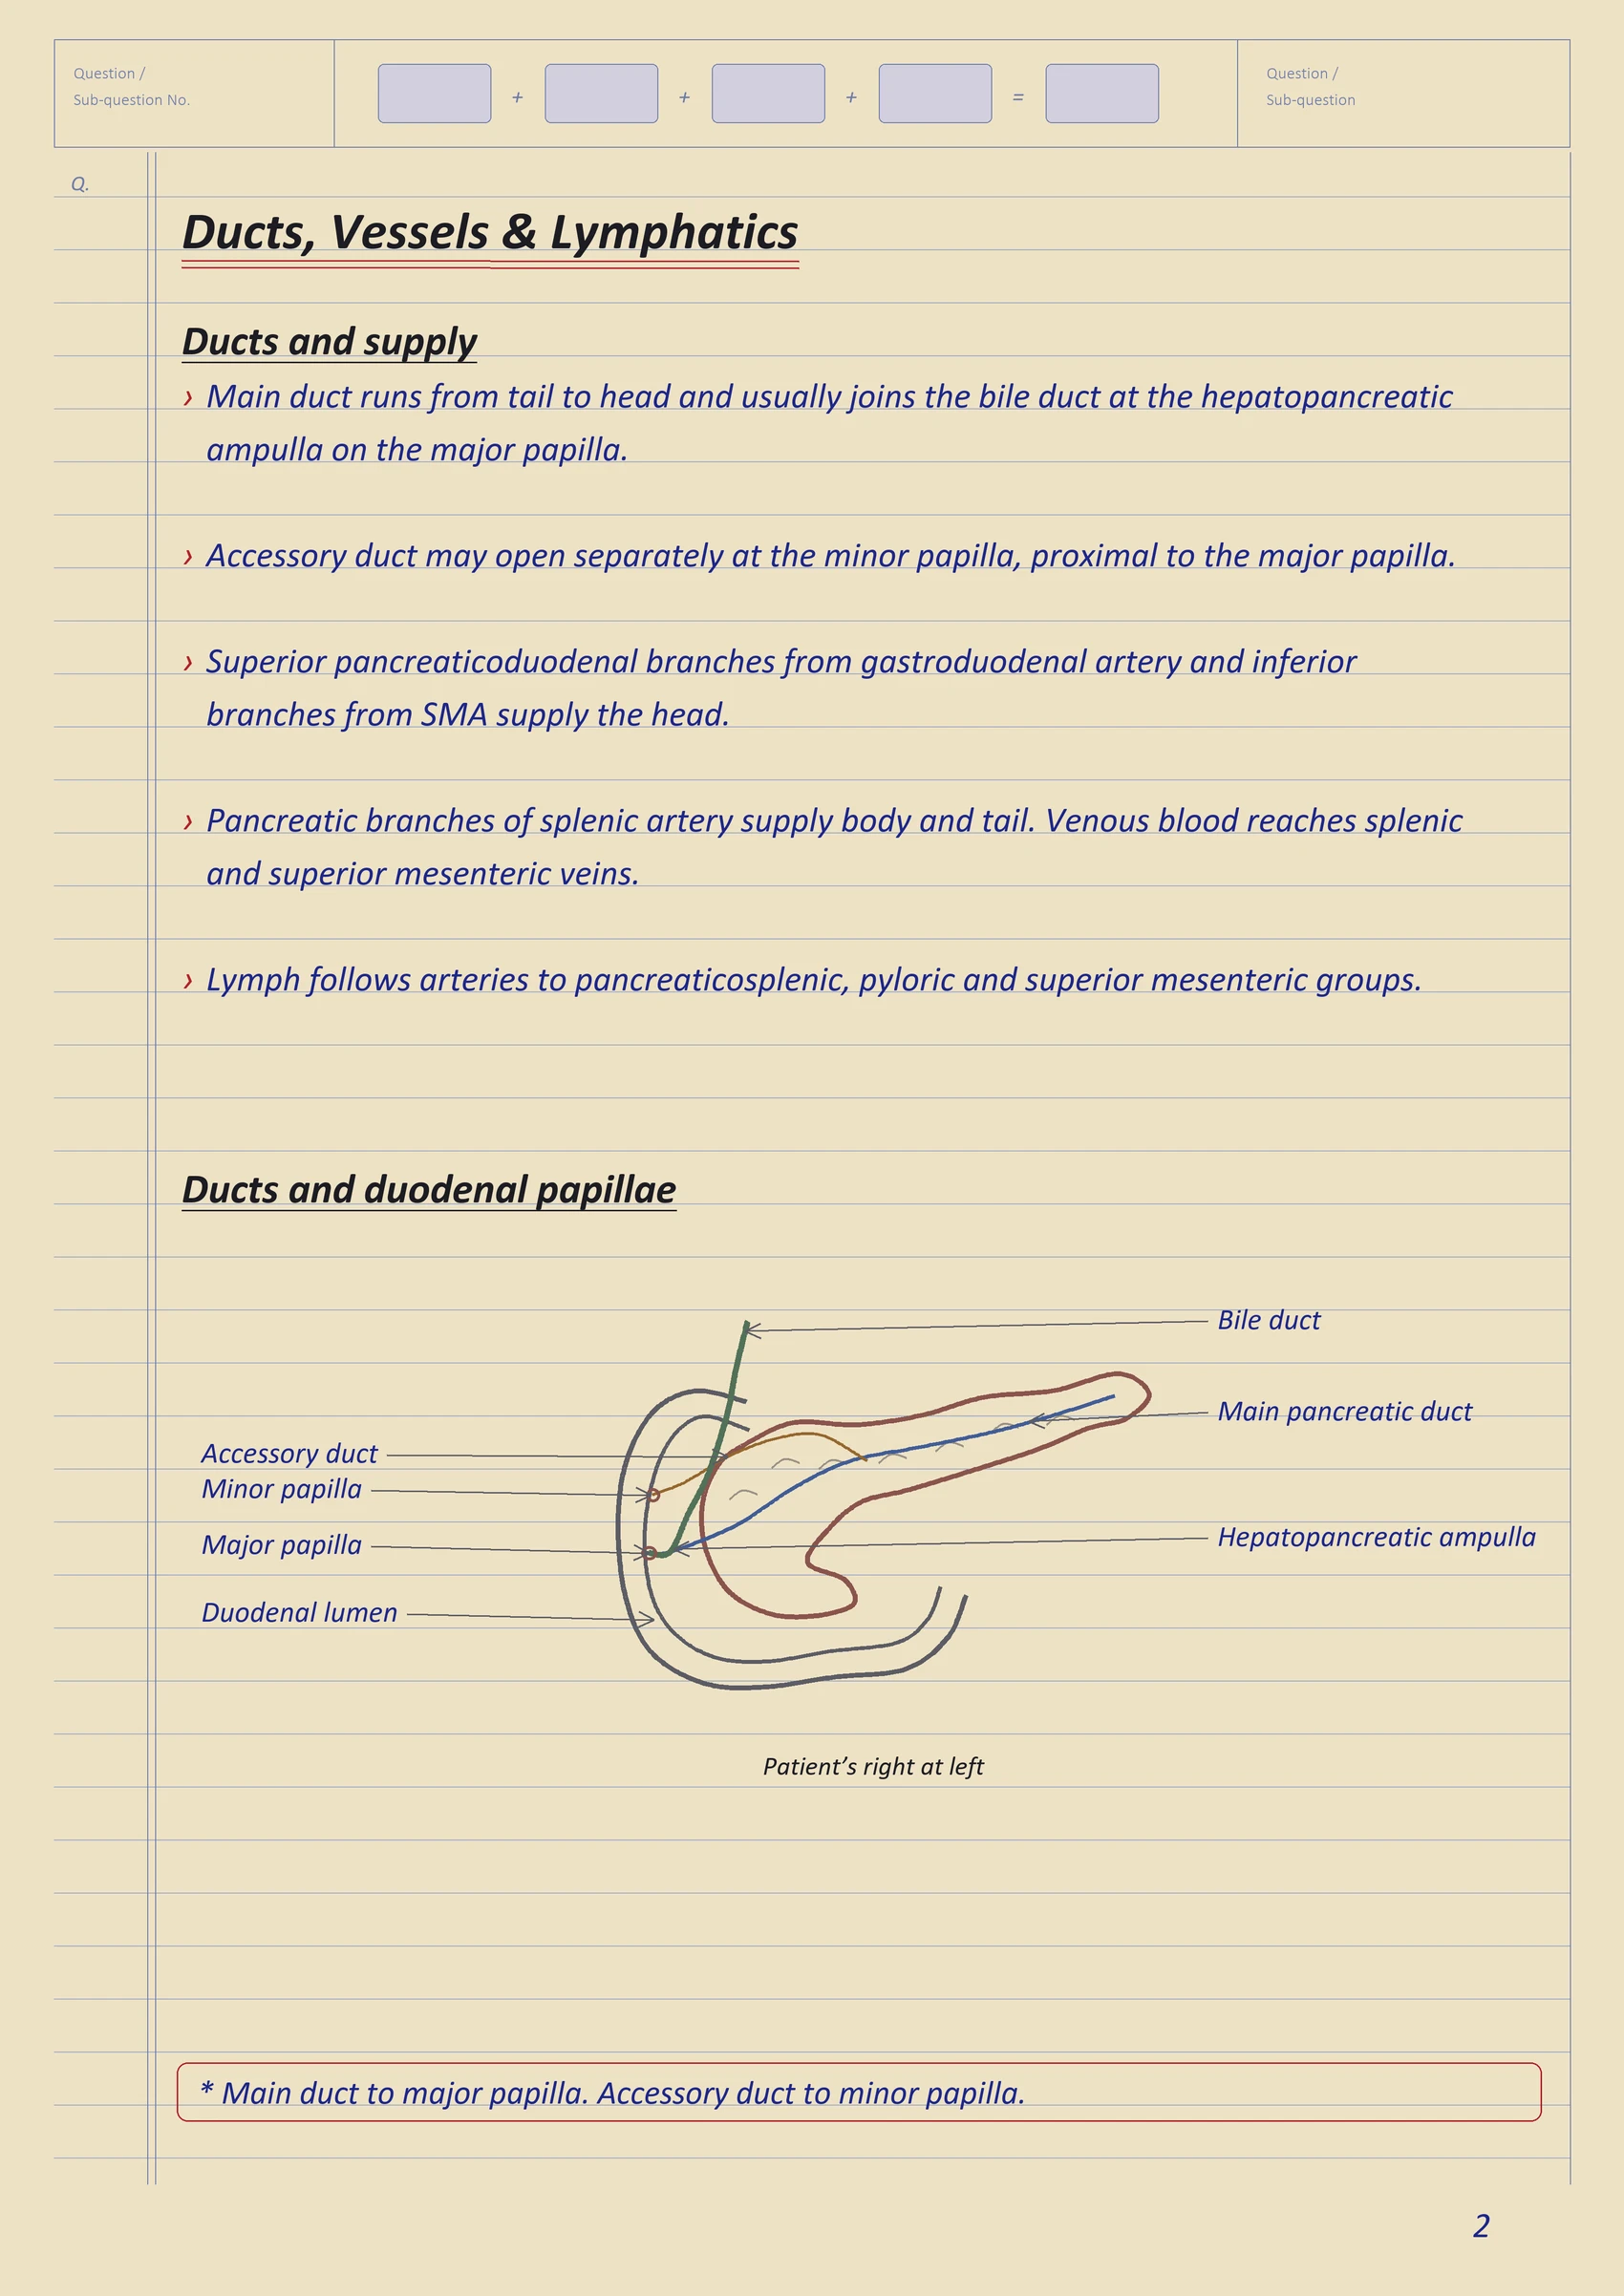 Question /
Sub-question No.
+ + + =
Question /
Sub-question
Q.
Ducts, Vessels & Lymphatics
Ducts and supply
› Main duct runs from tail to head and usually joins the bile duct at the hepatopancreatic
ampulla on the major papilla.
› Accessory duct may open separately at the minor papilla, proximal to the major papilla.
› Superior pancreaticoduodenal branches from gastroduodenal artery and inferior
branches from SMA supply the head.
› Pancreatic branches of splenic artery supply body and tail. Venous blood reaches splenic
and superior mesenteric veins.
› Lymph follows arteries to pancreaticosplenic, pyloric and superior mesenteric groups.
Ducts and duodenal papillae
Bile duct
Main pancreatic duct
Accessory duct
Minor papilla
Major papilla
Hepatopancreatic ampulla
Duodenal lumen
Patient’s right at left
* Main duct to major papilla. Accessory duct to minor papilla.
2